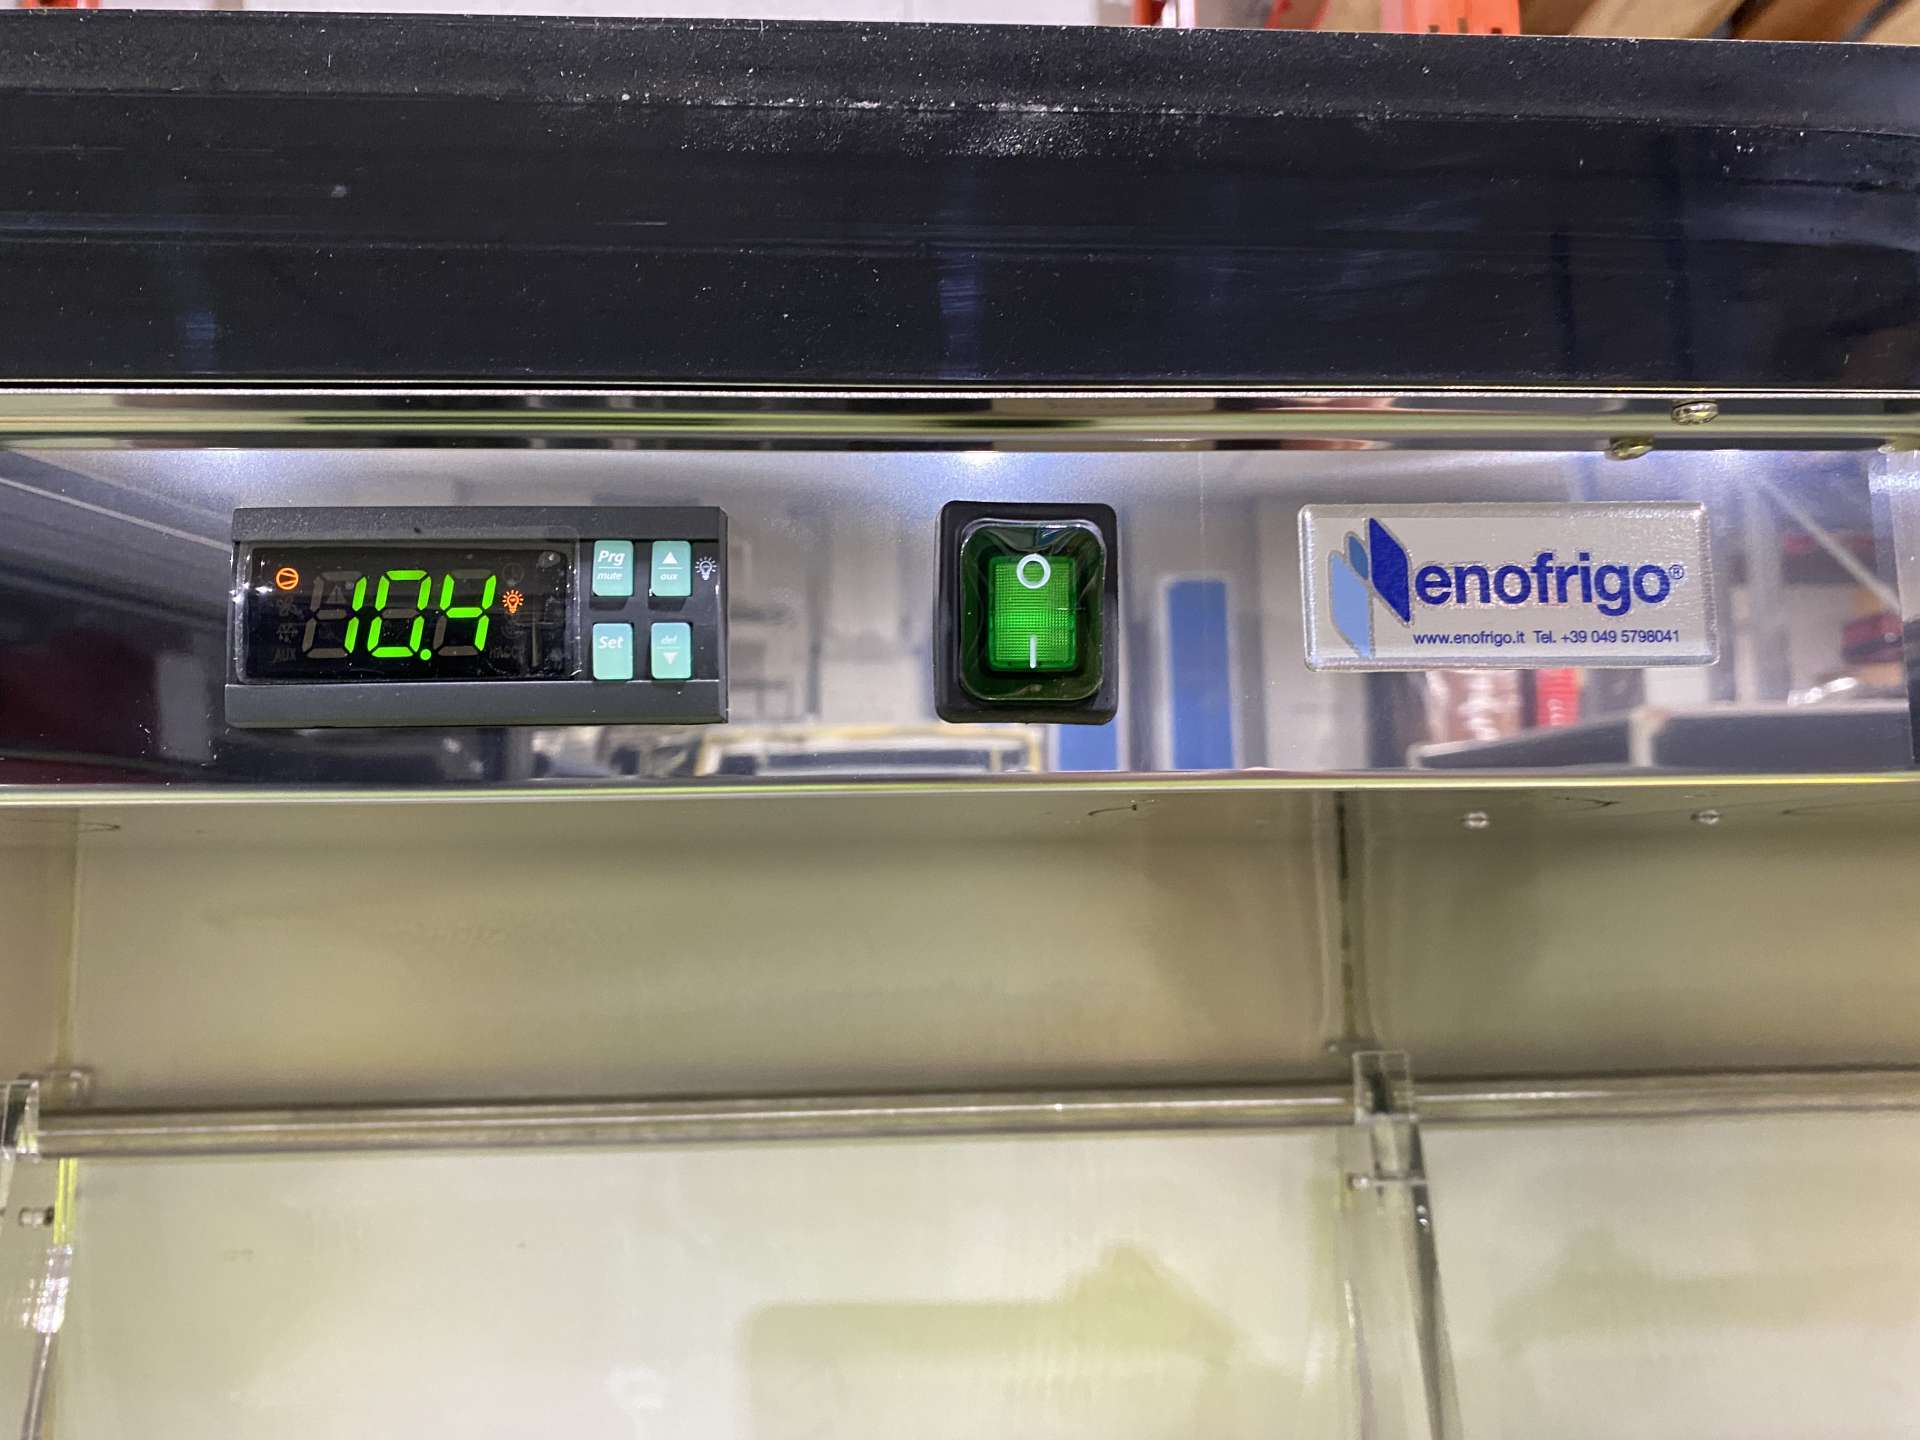 10.4
Prg
mute
aux
Set
def
AUX
HACCP
enofrigo®
www.enofrigo.it Tel. +39 049 5798041